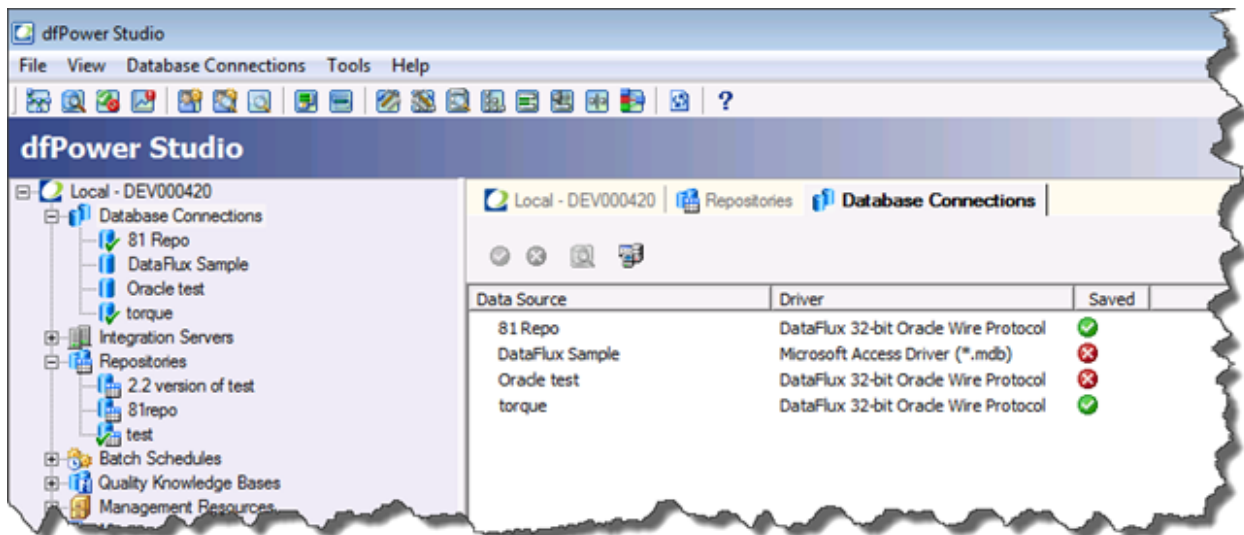 dfPower Studio
File View Database Connections Tools Help
dfPower Studio
Local - DEV000420
Database Connections
81 Repo
DataFlux Sample
Oracle test
torque
Integration Servers
Repositories
2.2 version of test
81repo
test
Batch Schedules
Quality Knowledge Bases
Management Resources
Local - DEV000420 Repositories Database Connections
Data Source Driver Saved
81 Repo DataFlux 32-bit Oracle Wire Protocol
DataFlux Sample Microsoft Access Driver (*.mdb)
Oracle test DataFlux 32-bit Oracle Wire Protocol
torque DataFlux 32-bit Oracle Wire Protocol